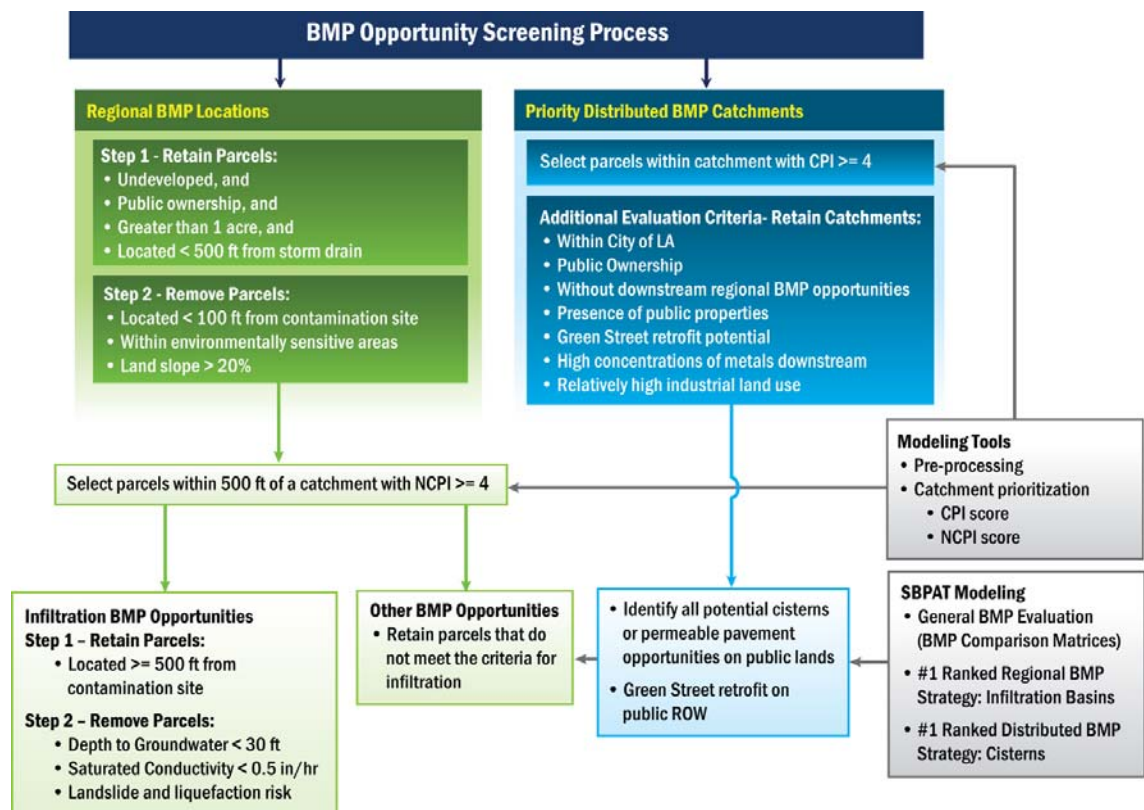 BMP Opportunity Screening Process
Regional BMP Locations
Step 1 - Retain Parcels:
• Undeveloped, and
• Public ownership, and
• Greater than 1 acre, and
• Located < 500 ft from storm drain
Step 2 - Remove Parcels:
• Located < 100 ft from contamination site
• Within environmentally sensitive areas
• Land slope > 20%
Priority Distributed BMP Catchments
Select parcels within catchment with CPI >= 4
Additional Evaluation Criteria- Retain Catchments:
• Within City of LA
• Public Ownership
• Without downstream regional BMP opportunities
• Presence of public properties
• Green Street retrofit potential
• High concentrations of metals downstream
• Relatively high industrial land use
Modeling Tools
• Pre-processing
• Catchment prioritization
• CPI score
• NCPI score
Select parcels within 500 ft of a catchment with NCPI >= 4
Infiltration BMP Opportunities
Step 1 – Retain Parcels:
• Located >= 500 ft from
contamination site
Step 2 – Remove Parcels:
• Depth to Groundwater < 30 ft
• Saturated Conductivity < 0.5 in/hr
• Landslide and liquefaction risk
Other BMP Opportunities
• Retain parcels that do
not meet the criteria for
infiltration
• Identify all potential cisterns
or permeable pavement
opportunities on public lands
• Green Street retrofit on
public ROW
SBPAT Modeling
• General BMP Evaluation
(BMP Comparison Matrices)
• #1 Ranked Regional BMP
Strategy: Infiltration Basins
• #1 Ranked Distributed BMP
Strategy: Cisterns